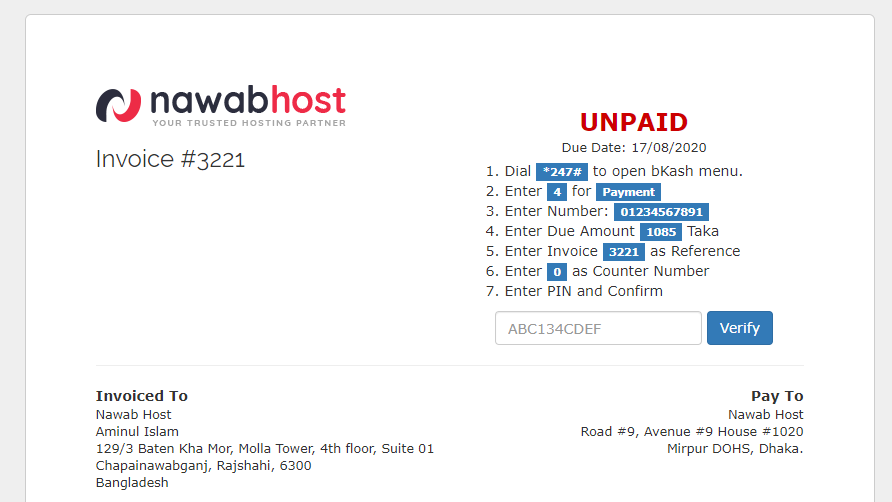 nawabhost
YOUR TRUSTED HOSTING PARTNER
Invoice #3221
UNPAID
Due Date: 17/08/2020
1. Dial *247# to open bKash menu.
2. Enter 4 for Payment
3. Enter Number: 01234567891
4. Enter Due Amount 1085 Taka
5. Enter Invoice 3221 as Reference
6. Enter 0 as Counter Number
7. Enter PIN and Confirm
ABC134CDEF Verify
Invoiced To
Nawab Host
Aminul Islam
129/3 Baten Kha Mor, Molla Tower, 4th floor, Suite 01
Chapainawabganj, Rajshahi, 6300
Bangladesh
Pay To
Nawab Host
Road #9, Avenue #9 House #1020
Mirpur DOHS, Dhaka.